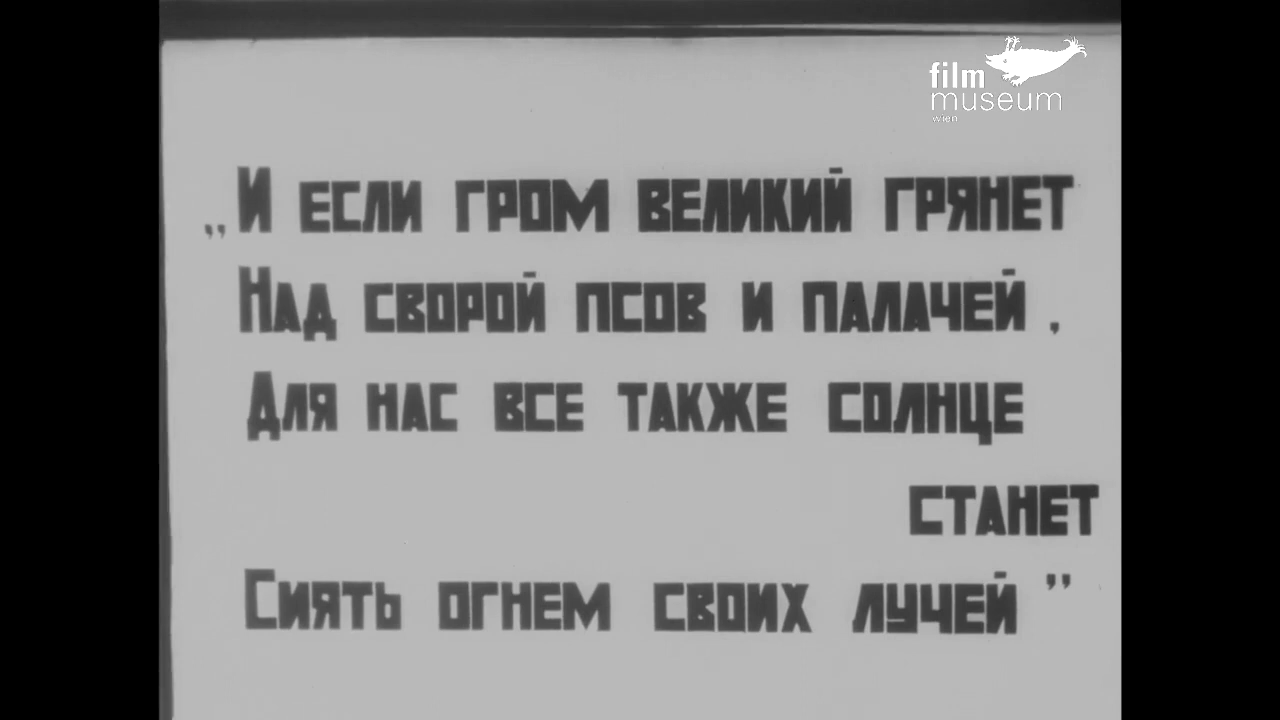 film
museum
wien
„И если гром великий грянет
Над сворой псов и палачей,
Для нас все также солнце
станет
Сиять огнем своих лучей”